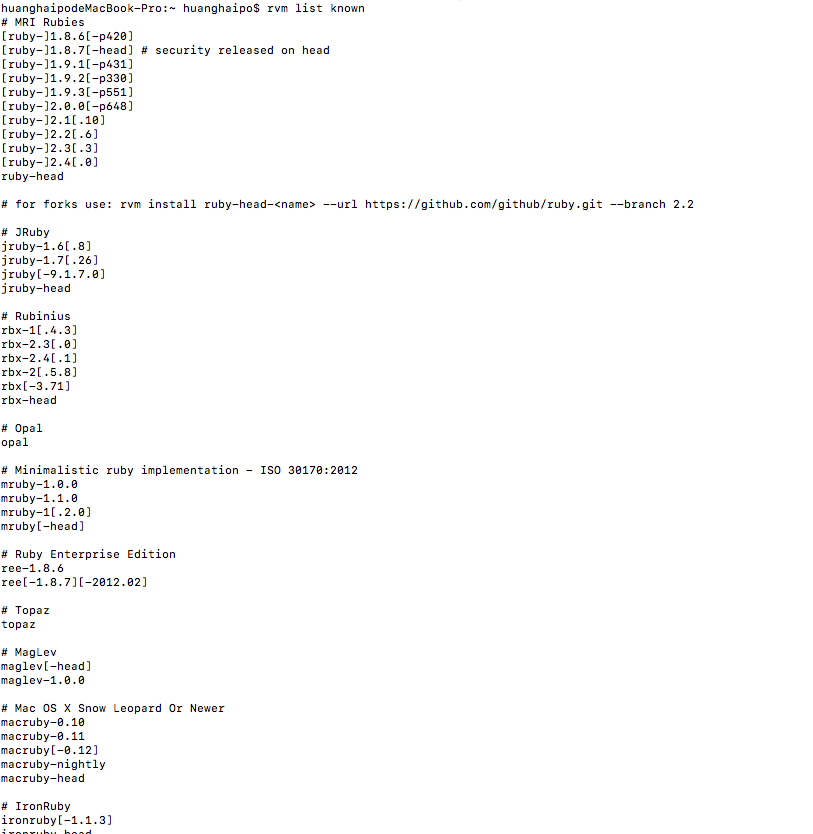 huanghaipodeMacBook-Pro:~ huanghaipo$ rvm list known
# MRI Rubies
[ruby-]1.8.6[-p420]
[ruby-]1.8.7[-head] # security released on head
[ruby-]1.9.1[-p431]
[ruby-]1.9.2[-p330]
[ruby-]1.9.3[-p551]
[ruby-]2.0.0[-p648]
[ruby-]2.1[.10]
[ruby-]2.2[.6]
[ruby-]2.3[.3]
[ruby-]2.4[.0]
ruby-head
# for forks use: rvm install ruby-head-<name> --url https://github.com/github/ruby.git --branch 2.2
# JRuby
jruby-1.6[.8]
jruby-1.7[.26]
jruby[-9.1.7.0]
jruby-head
# Rubinius
rbx-1[.4.3]
rbx-2.3[.0]
rbx-2.4[.1]
rbx-2[.5.8]
rbx[-3.71]
rbx-head
# Opal
opal
# Minimalistic ruby implementation - ISO 30170:2012
mruby-1.0.0
mruby-1.1.0
mruby-1[.2.0]
mruby[-head]
# Ruby Enterprise Edition
ree-1.8.6
ree[-1.8.7][-2012.02]
# Topaz
topaz
# MagLev
maglev[-head]
maglev-1.0.0
# Mac OS X Snow Leopard Or Newer
macruby-0.10
macruby-0.11
macruby[-0.12]
macruby-nightly
macruby-head
# IronRuby
ironruby[-1.1.3]
ironruby-head